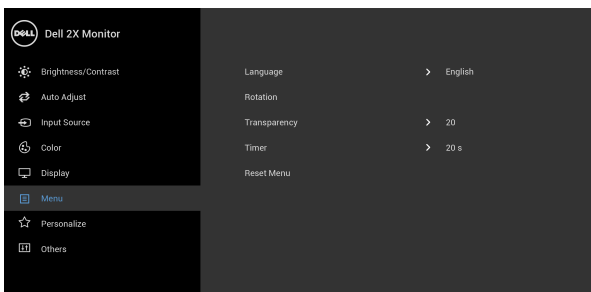 DELL Dell 2X Monitor
Brightness/Contrast
Language English
Auto Adjust
Rotation
Input Source
Transparency 20
Color
Timer 20 s
Display
Reset Menu
Menu
Personalize
Others